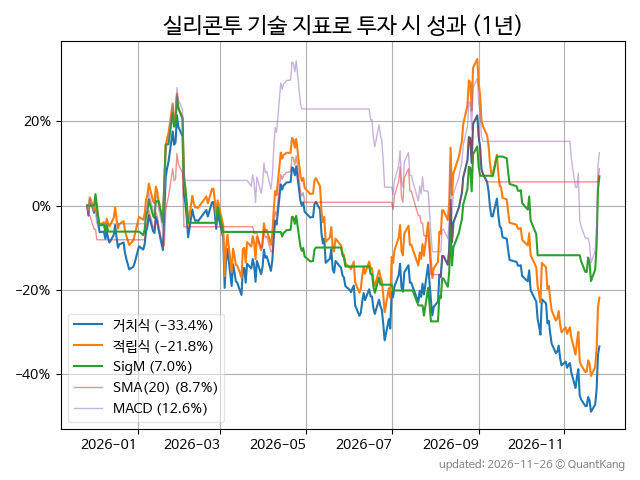 실리콘투 기술 지표로 투자 시 성과 (1년)
20%
0%
−20%
−40%
거치식 (−33.4%)
적립식 (−21.8%)
SigM (7.0%)
SMA(20) (8.7%)
MACD (12.6%)
2026−01 2026−03 2026−05 2026−07 2026−09 2026−11
updated: 2026−11−26 © QuantKang